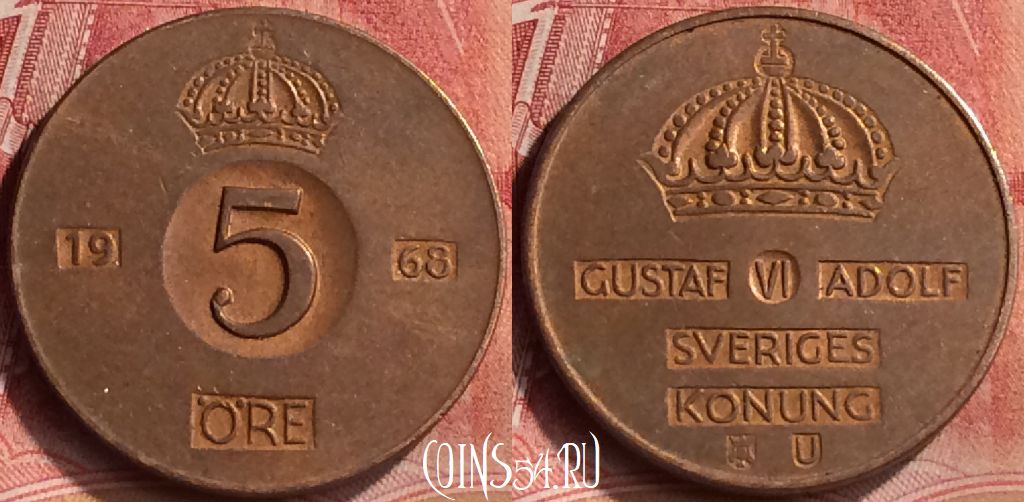 19 5 68
ÖRE
GUSTAF VI ADOLF
SVERIGES
KONUNG
U
COINS54.RU